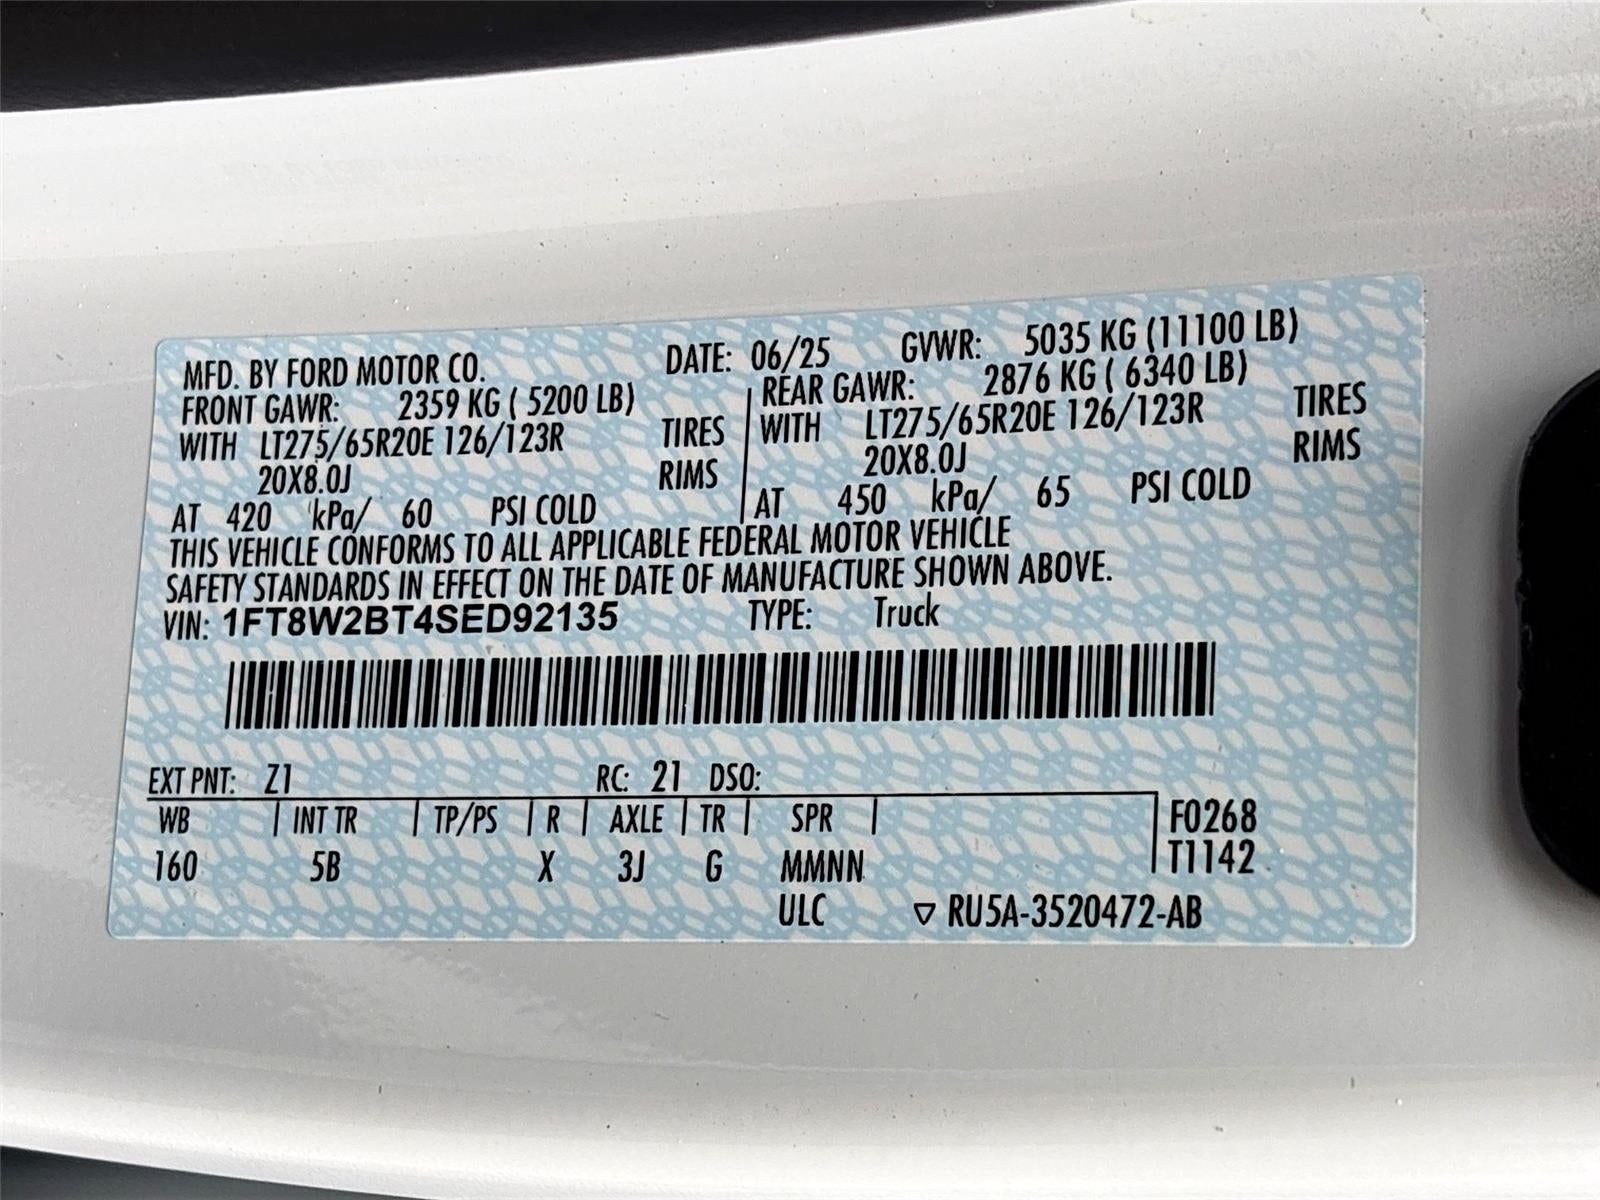 MFD. BY FORD MOTOR CO. DATE: 06/25 GVWR: 5035 KG (11100 LB)
FRONT GAWR: 2359 KG ( 5200 LB) REAR GAWR: 2876 KG ( 6340 LB)
WITH LT275/65R20E 126/123R TIRES WITH LT275/65R20E 126/123R TIRES
20X8.0J RIMS 20X8.0J RIMS
AT 420 kPa/ 60 PSI COLD AT 450 kPa/ 65 PSI COLD
THIS VEHICLE CONFORMS TO ALL APPLICABLE FEDERAL MOTOR VEHICLE
SAFETY STANDARDS IN EFFECT ON THE DATE OF MANUFACTURE SHOWN ABOVE.
VIN: 1FT8W2BT4SED92135 TYPE: Truck
EXT PNT: Z1 RC: 21 DSO:
WB INT TR TP/PS R AXLE TR SPR F0268
160 5B X 3J G MMNN T1142
ULC ▽ RU5A-3520472-AB